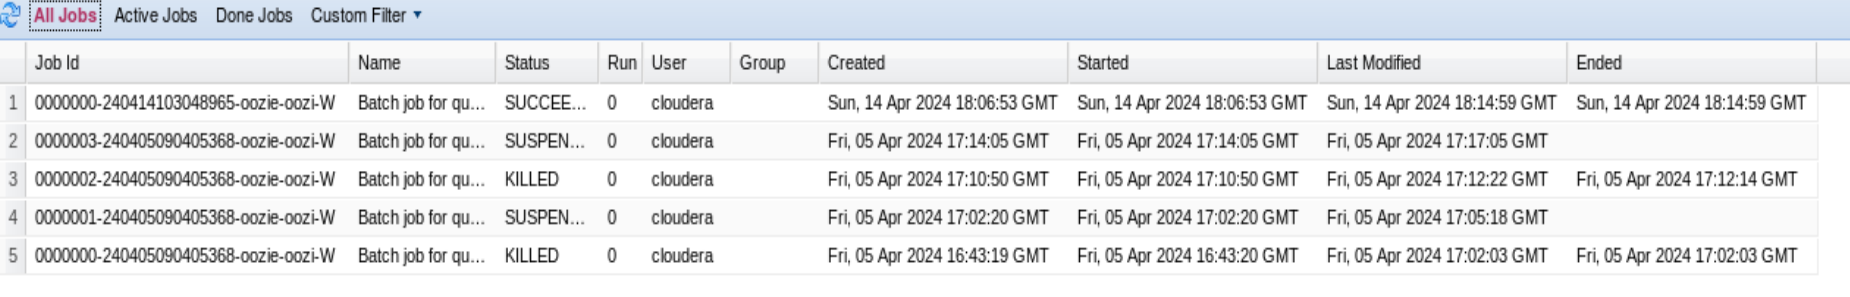 All Jobs Active Jobs Done Jobs Custom Filter
Job Id Name Status Run User Group Created Started Last Modified Ended
1 0000000-240414103048965-oozie-oozi-W Batch job for qu... SUCCEE... 0 cloudera Sun, 14 Apr 2024 18:06:53 GMT Sun, 14 Apr 2024 18:06:53 GMT Sun, 14 Apr 2024 18:14:59 GMT Sun, 14 Apr 2024 18:14:59 GMT
2 0000003-240405090405368-oozie-oozi-W Batch job for qu... SUSPEN... 0 cloudera Fri, 05 Apr 2024 17:14:05 GMT Fri, 05 Apr 2024 17:14:05 GMT Fri, 05 Apr 2024 17:17:05 GMT
3 0000002-240405090405368-oozie-oozi-W Batch job for qu... KILLED 0 cloudera Fri, 05 Apr 2024 17:10:50 GMT Fri, 05 Apr 2024 17:10:50 GMT Fri, 05 Apr 2024 17:12:22 GMT Fri, 05 Apr 2024 17:12:14 GMT
4 0000001-240405090405368-oozie-oozi-W Batch job for qu... SUSPEN... 0 cloudera Fri, 05 Apr 2024 17:02:20 GMT Fri, 05 Apr 2024 17:02:20 GMT Fri, 05 Apr 2024 17:05:18 GMT
5 0000000-240405090405368-oozie-oozi-W Batch job for qu... KILLED 0 cloudera Fri, 05 Apr 2024 16:43:19 GMT Fri, 05 Apr 2024 16:43:20 GMT Fri, 05 Apr 2024 17:02:03 GMT Fri, 05 Apr 2024 17:02:03 GMT